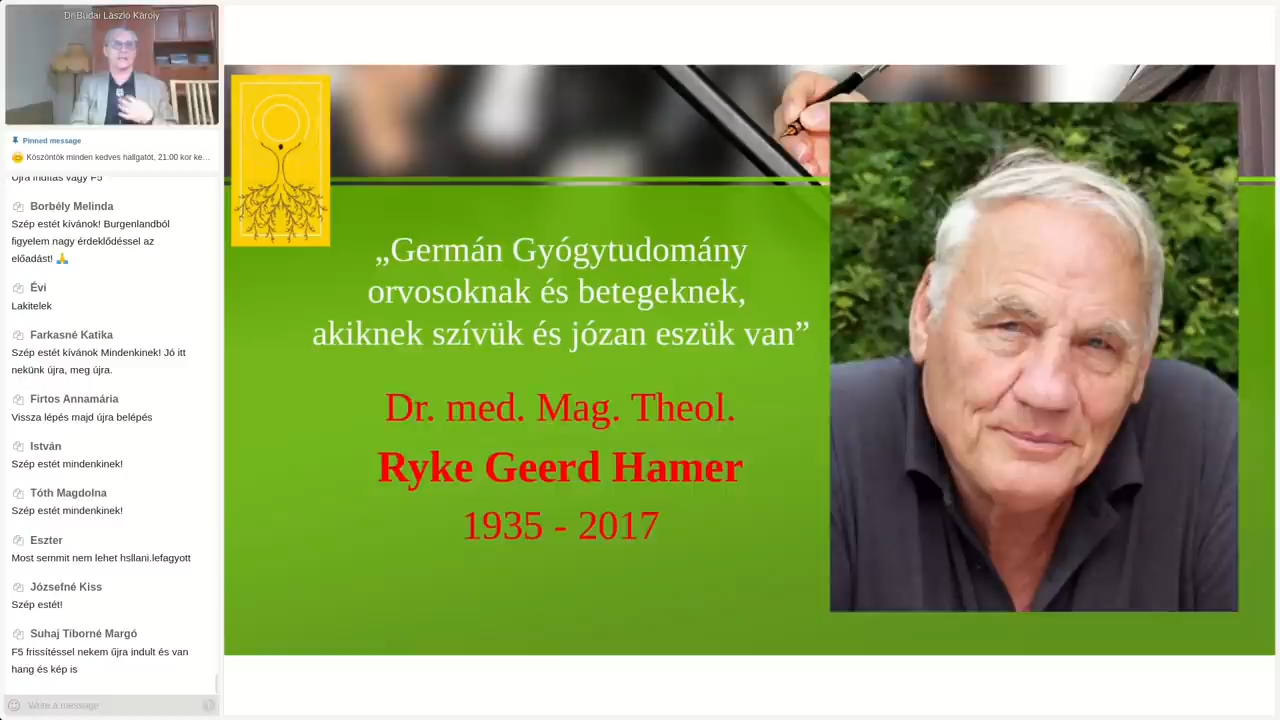 Dr.Budai László Károly
Pinned message
Köszöntök minden kedves hallgatót, 21:00 kor ke...
Újra indítás vagy F5
Borbély Melinda
Szép estét kívánok! Burgenlandból
figyelem nagy érdeklődéssel az
előadást! 🙏
Évi
Lakitelek
Farkasné Katika
Szép estét kívánok Mindenkinek! Jó itt
nekünk újra, meg újra.
Firtos Annamária
Vissza lépés majd újra belépés
István
Szép estét mindenkinek!
Tóth Magdolna
Szép estét mindenkinek!
Eszter
Most semmit nem lehet hsllani.lefagyott
Józsefné Kiss
Szép estét!
Suhaj Tiborné Margó
F5 frissítéssel nekem űjra indult és van
hang és kép is
Write a message
„Germán Gyógytudomány
orvosoknak és betegeknek,
akiknek szívük és józan eszük van”
Dr. med. Mag. Theol.
Ryke Geerd Hamer
1935 - 2017